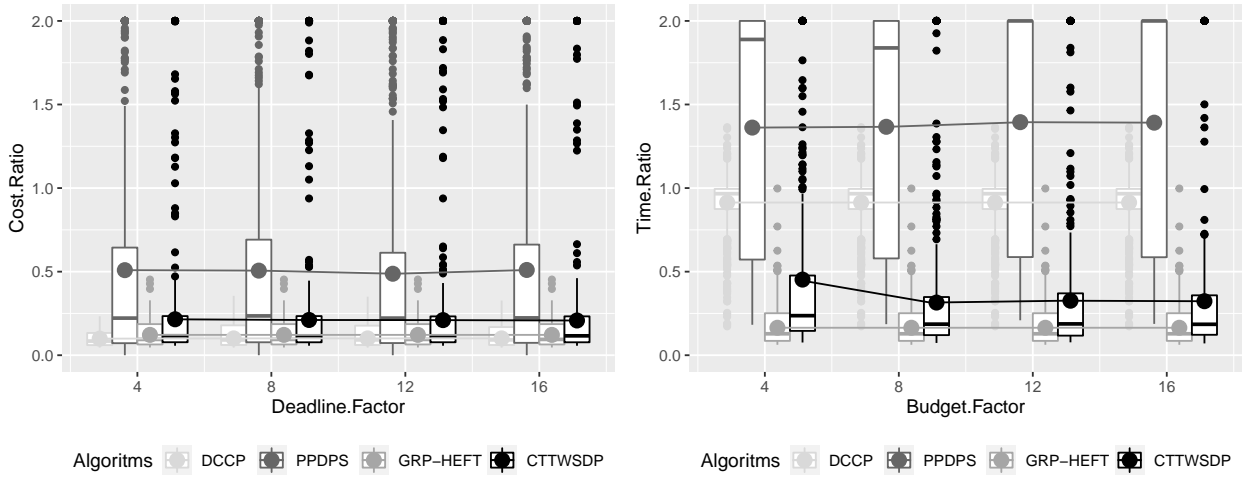 2.0
1.5
1.0
0.5
0.0
Cost.Ratio
4 8 12 16
Deadline.Factor
Algoritms DCCP PPDPS GRP−HEFT CTTWSDP
2.0
1.5
1.0
0.5
0.0
Time.Ratio
4 8 12 16
Budget.Factor
Algoritms DCCP PPDPS GRP−HEFT CTTWSDP